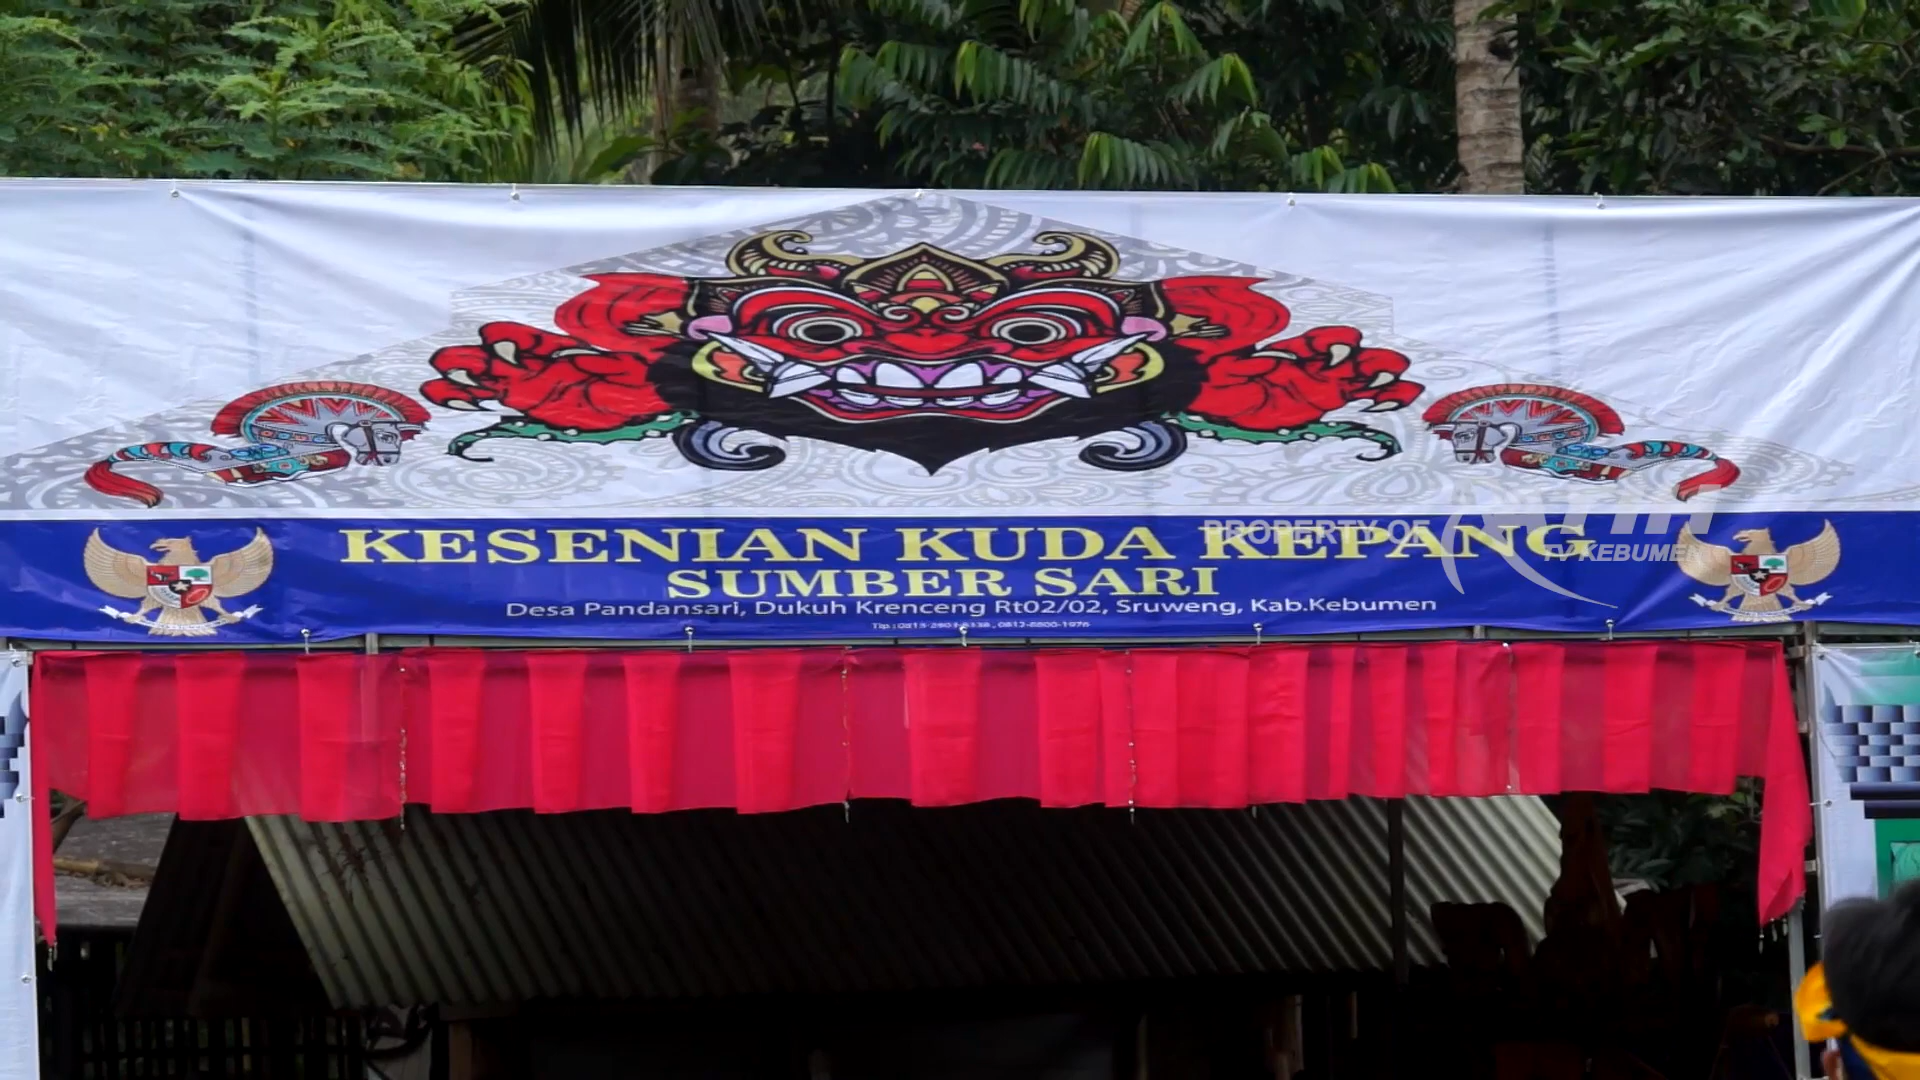 KESENIAN KUDA KEPANG
SUMBER SARI
Desa Pandansari, Dukuh Krenceng Rt02/02, Sruweng, Kab.Kebumen
PROPERTY OF
TV KEBUMEN